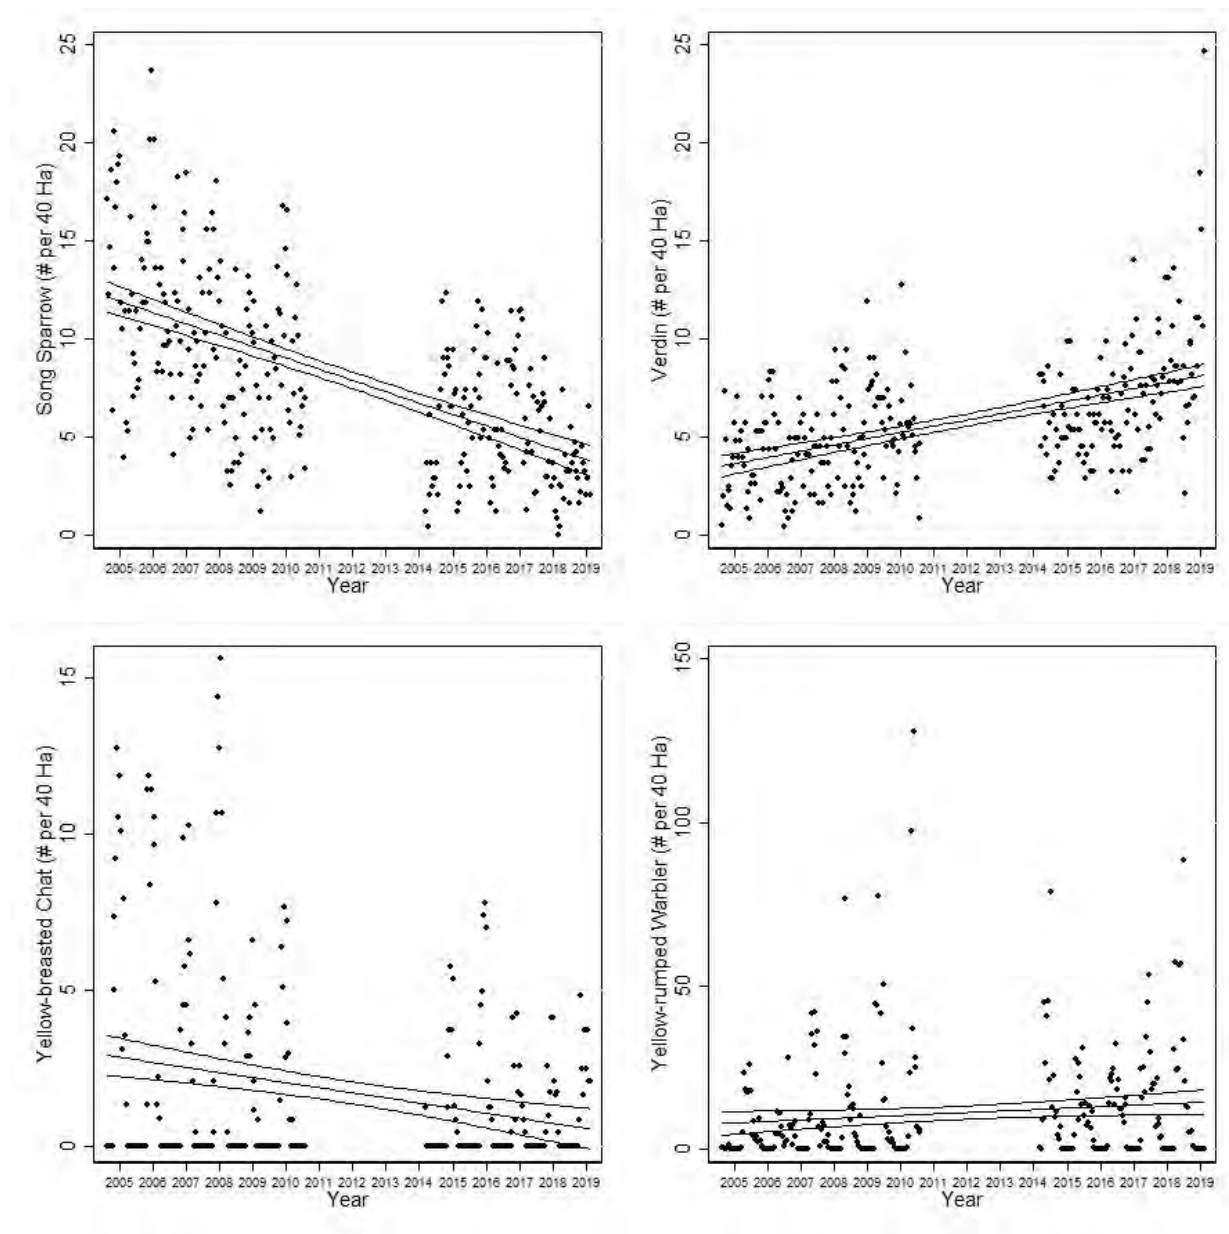 25
20
15
10
5
0
Song Sparrow (# per 40 Ha)
2005 2006 2007 2008 2009 2010 2011 2012 2013 2014 2015 2016 2017 2018 2019
Year
25
20
15
10
5
0
Verdin (# per 40 Ha)
2005 2006 2007 2008 2009 2010 2011 2012 2013 2014 2015 2016 2017 2018 2019
Year
15
10
5
0
Yellow-breasted Chat (# per 40 Ha)
2005 2006 2007 2008 2009 2010 2011 2012 2013 2014 2015 2016 2017 2018 2019
Year
150
100
50
0
Yellow-rumped Warbler (# per 40 Ha)
2005 2006 2007 2008 2009 2010 2011 2012 2013 2014 2015 2016 2017 2018 2019
Year